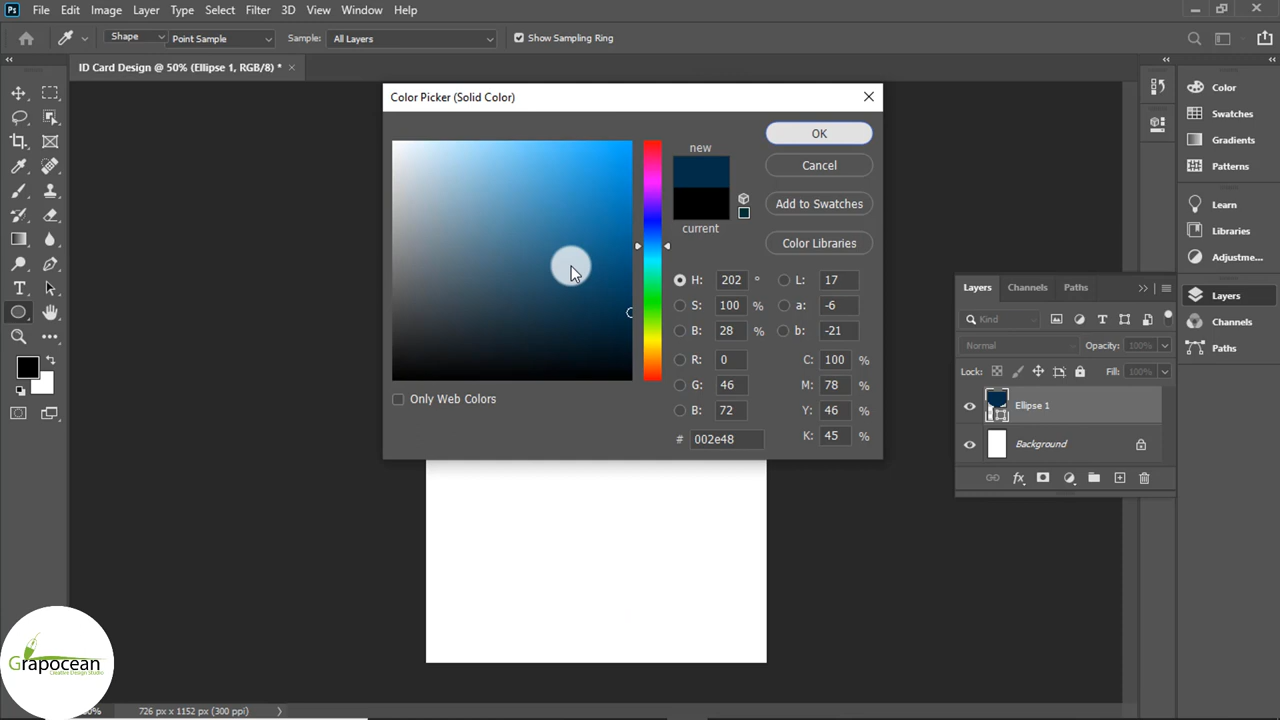 Ps File Edit Image Layer Type Select Filter 3D View Window Help
Shape Point Sample Sample: All Layers Show Sampling Ring
ID Card Design @ 50% (Ellipse 1, RGB/8) *
Color Picker (Solid Color)
new
current
OK
Cancel
Add to Swatches
Color Libraries
H: 202 ° L: 17
S: 100 % a: -6
B: 28 % b: -21
R: 0 C: 100 %
G: 46 M: 78 %
B: 72 Y: 46 %
# 002e48 K: 45 %
Only Web Colors
Color
Swatches
Gradients
Patterns
Learn
Libraries
Adjustme...
Layers
Channels
Paths
Layers Channels Paths
Kind
Normal Opacity: 100%
Lock: Fill: 100%
Ellipse 1
Background
Grapocean
Creative Design Studio
726 px x 1152 px (300 ppi)